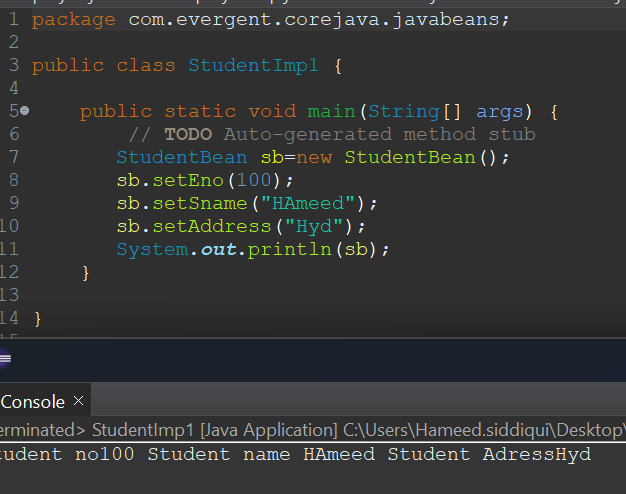 1 package com.evergent.corejava.javabeans;
2
3 public class StudentImp1 {
4
5 public static void main(String[] args) {
6 // TODO Auto-generated method stub
7 StudentBean sb=new StudentBean();
8 sb.setEno(100);
9 sb.setSname("HAmeed");
10 sb.setAddress("Hyd");
11 System.out.println(sb);
12 }
13
14 }
Console ×
erminated> StudentImp1 [Java Application] C:\Users\Hameed.siddiqui\Desktop\
tudent no100 Student name HAmeed Student AdressHyd